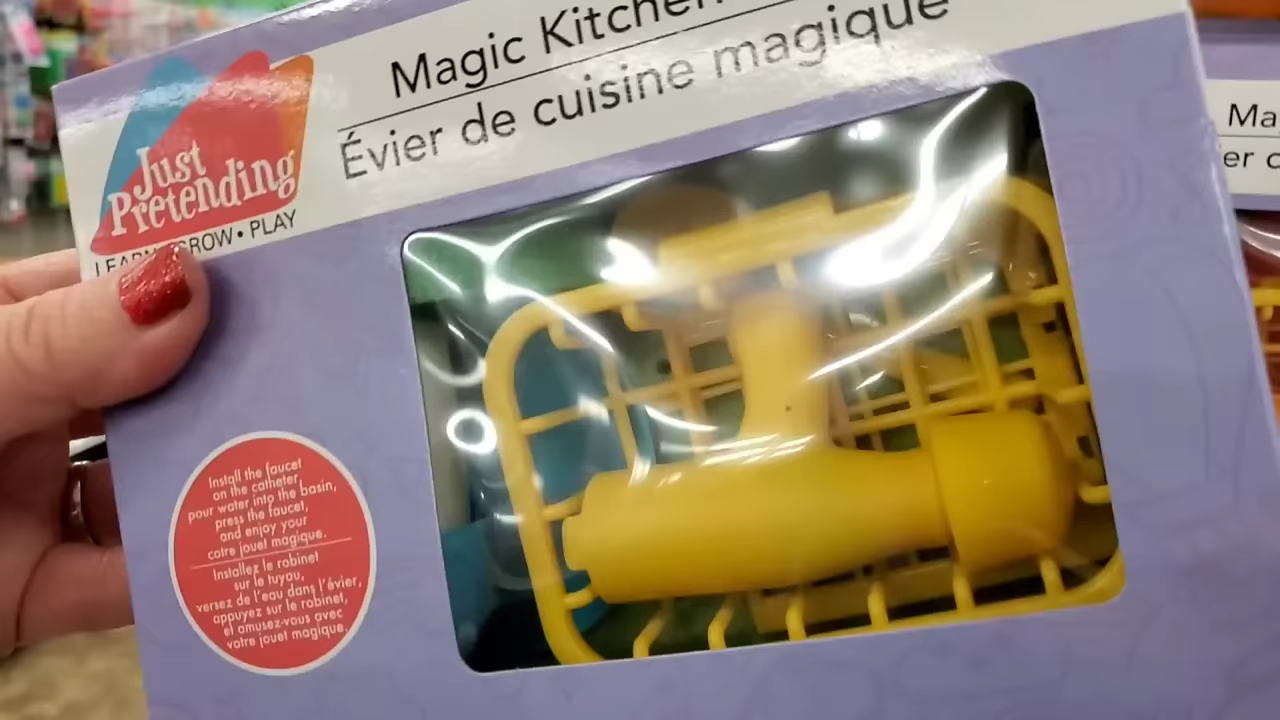 Magic Kitchen
Évier de cuisine magique
Just
Pretending
LEARN GROW • PLAY
Install the faucet
on the catheter
pour water into the basin,
press the faucet,
and enjoy your
cotre jouet magique.
Installez le robinet
sur le tuyau,
versez de l'eau dans l'évier,
appuyez sur le robinet,
et amusez-vous avec
votre jouet magique.
Ma
er c